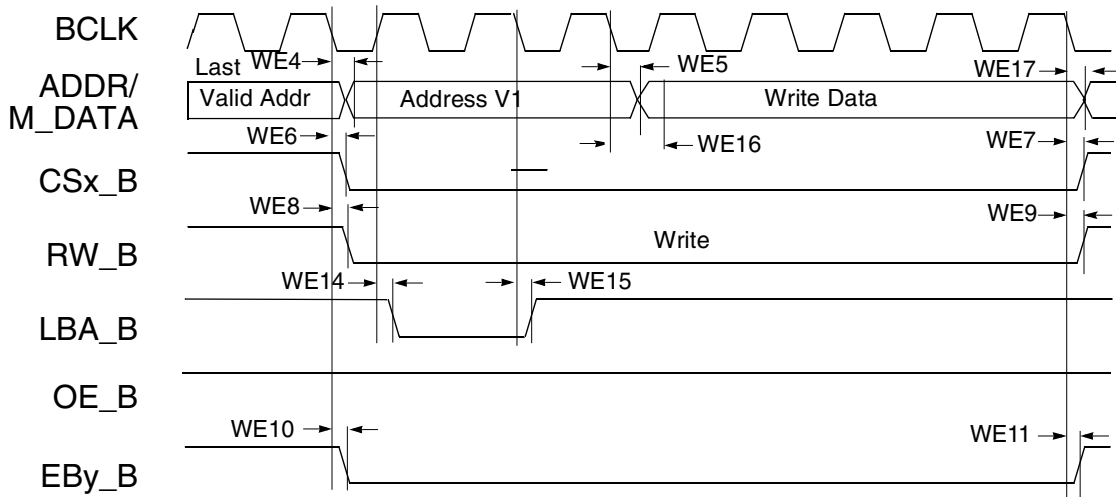 BCLK
WE4
WE5
WE17
Last
ADDR/
M_DATA
Valid Addr
Address V1
Write Data
WE6
WE16
WE7
CSx_B
WE8
WE9
RW_B
Write
WE14
WE15
LBA_B
OE_B
WE10
WE11
EBy_B